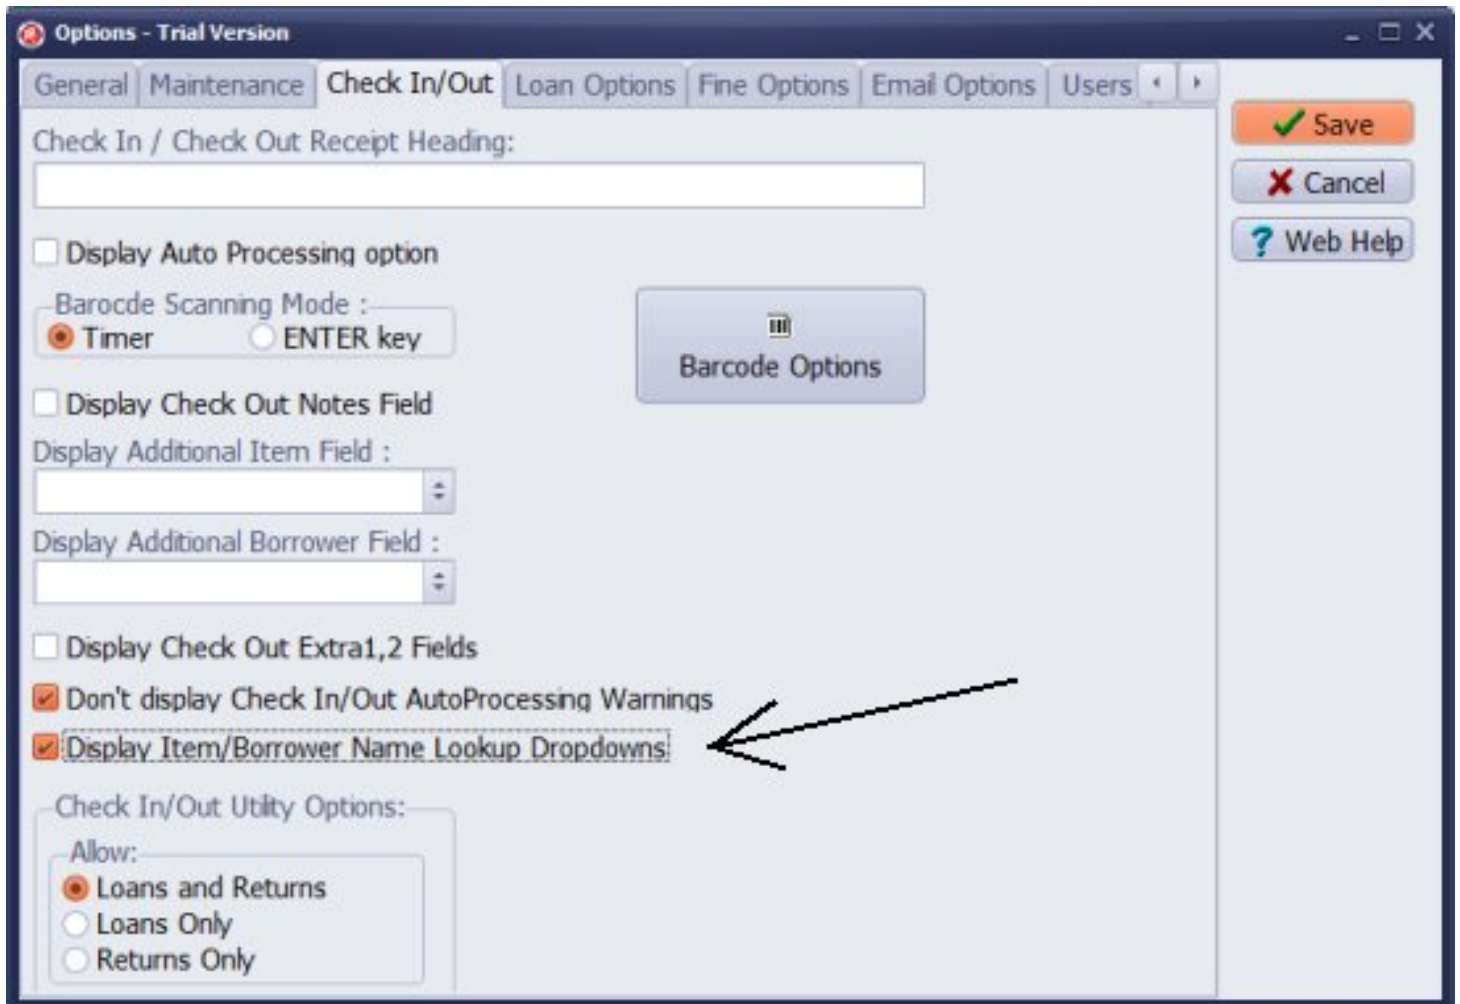 Options - Trial Version
General Maintenance Check In/Out Loan Options Fine Options Email Options Users
Save
Check In / Check Out Receipt Heading:
Cancel
Web Help
Display Auto Processing option
Barocde Scanning Mode :
Timer ENTER key
Barcode Options
Display Check Out Notes Field
Display Additional Item Field :
Display Additional Borrower Field :
Display Check Out Extra1,2 Fields
Don't display Check In/Out AutoProcessing Warnings
Display Item/Borrower Name Lookup Dropdowns
Check In/Out Utility Options:
Allow:
Loans and Returns
Loans Only
Returns Only